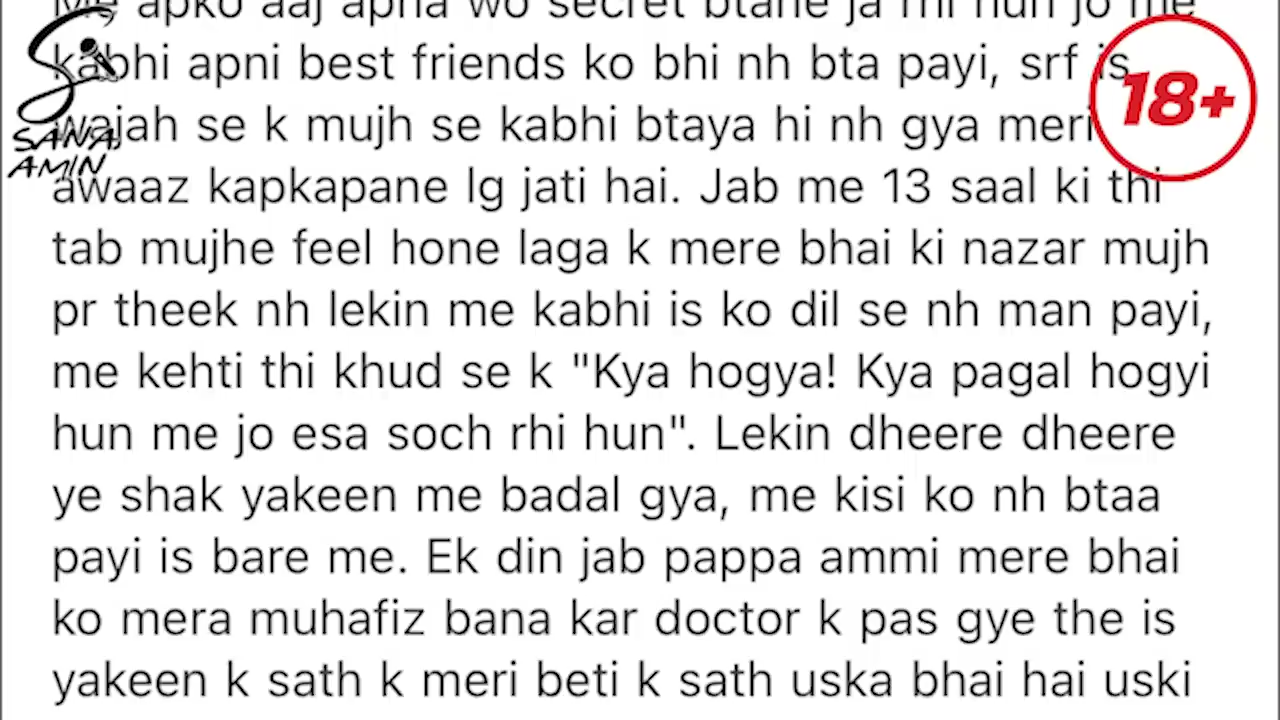 Me apko aaj apna wo secret btane ja rhi hun jo me
kabhi apni best friends ko bhi nh bta payi, srf is
wajah se k mujh se kabhi btaya hi nh gya meri
awaaz kapkapane lg jati hai. Jab me 13 saal ki thi
tab mujhe feel hone laga k mere bhai ki nazar mujh
pr theek nh lekin me kabhi is ko dil se nh man payi,
me kehti thi khud se k "Kya hogya! Kya pagal hogyi
hun me jo esa soch rhi hun". Lekin dheere dheere
ye shak yakeen me badal gya, me kisi ko nh btaa
payi is bare me. Ek din jab pappa ammi mere bhai
ko mera muhafiz bana kar doctor k pas gye the is
yakeen k sath k meri beti k sath uska bhai hai uski
SANA
AMIN
18+